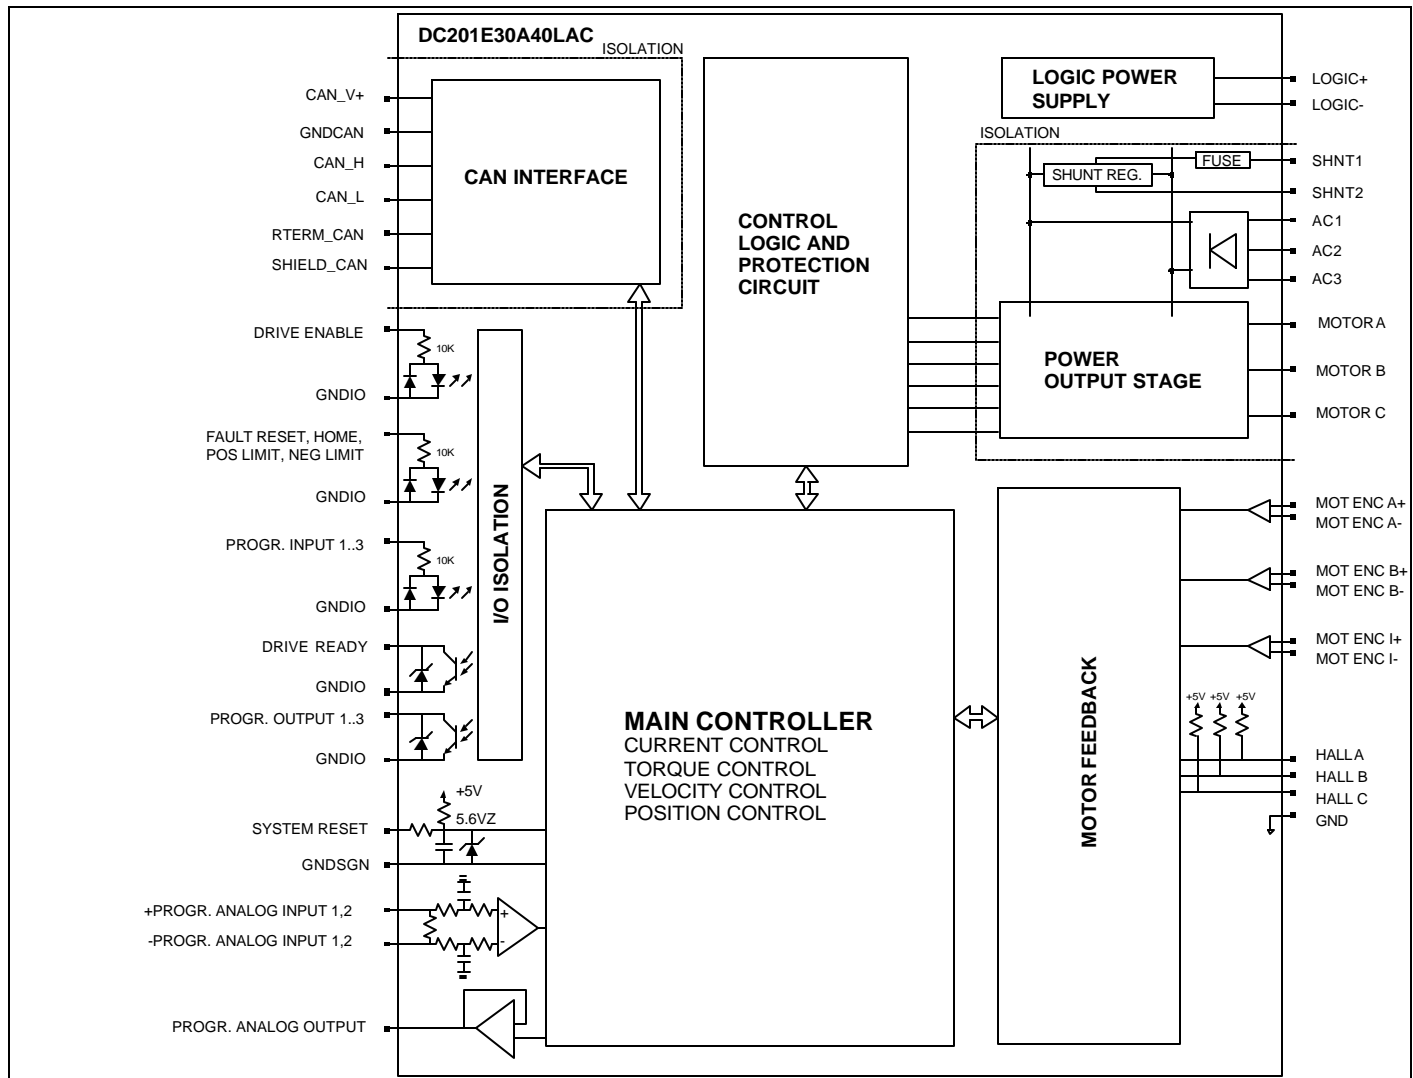 DC201E30A40LAC
ISOLATION
CAN_V+
GNDCAN
CAN_H
CAN_L
RTERM_CAN
SHIELD_CAN
CAN INTERFACE
CONTROL
LOGIC AND
PROTECTION
CIRCUIT
LOGIC POWER
SUPPLY
LOGIC+
LOGIC-
ISOLATION
FUSE
SHUNT REG.
SHNT1
SHNT2
AC1
AC2
AC3
POWER
OUTPUT STAGE
MOTOR A
MOTOR B
MOTOR C
DRIVE ENABLE
10K
GNDIO
FAULT RESET, HOME,
POS LIMIT, NEG LIMIT
10K
GNDIO
PROGR. INPUT 1..3
10K
GNDIO
DRIVE READY
GNDIO
PROGR. OUTPUT 1..3
GNDIO
I/O ISOLATION
SYSTEM RESET
+5V
5.6VZ
GNDSGN
+PROGR. ANALOG INPUT 1,2
-PROGR. ANALOG INPUT 1,2
+
-
PROGR. ANALOG OUTPUT
MAIN CONTROLLER
CURRENT CONTROL
TORQUE CONTROL
VELOCITY CONTROL
POSITION CONTROL
MOTOR FEEDBACK
MOT ENC A+
MOT ENC A-
MOT ENC B+
MOT ENC B-
MOT ENC I+
MOT ENC I-
+5V +5V +5V
HALL A
HALL B
HALL C
GND